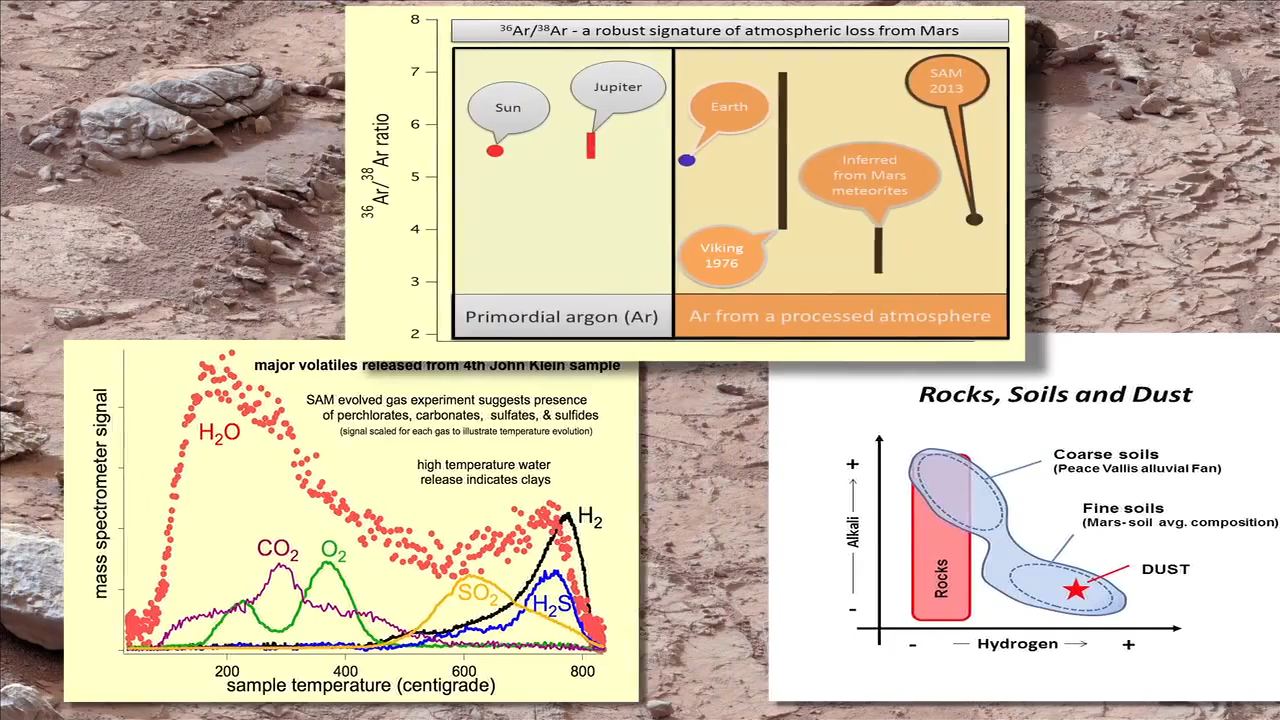 8
³⁶Ar/³⁸Ar - a robust signature of atmospheric loss from Mars
7
6
5
4
3
2
³⁶Ar/³⁸Ar ratio
Sun
Jupiter
Earth
SAM
2013
Inferred
from Mars
meteorites
Viking
1976
Primordial argon (Ar)
Ar from a processed atmosphere
major volatiles released from 4th John Klein sample
SAM evolved gas experiment suggests presence
of perchlorates, carbonates, sulfates, & sulfides
(signal scaled for each gas to illustrate temperature evolution)
high temperature water
release indicates clays
mass spectrometer signal
H₂O
CO₂
O₂
SO₂
H₂
H₂S
200
400
600
800
sample temperature (centigrade)
Rocks, Soils and Dust
Coarse soils
(Peace Vallis alluvial Fan)
Fine soils
(Mars- soil avg. composition)
DUST
Rocks
+
Alkali
-
- Hydrogen +